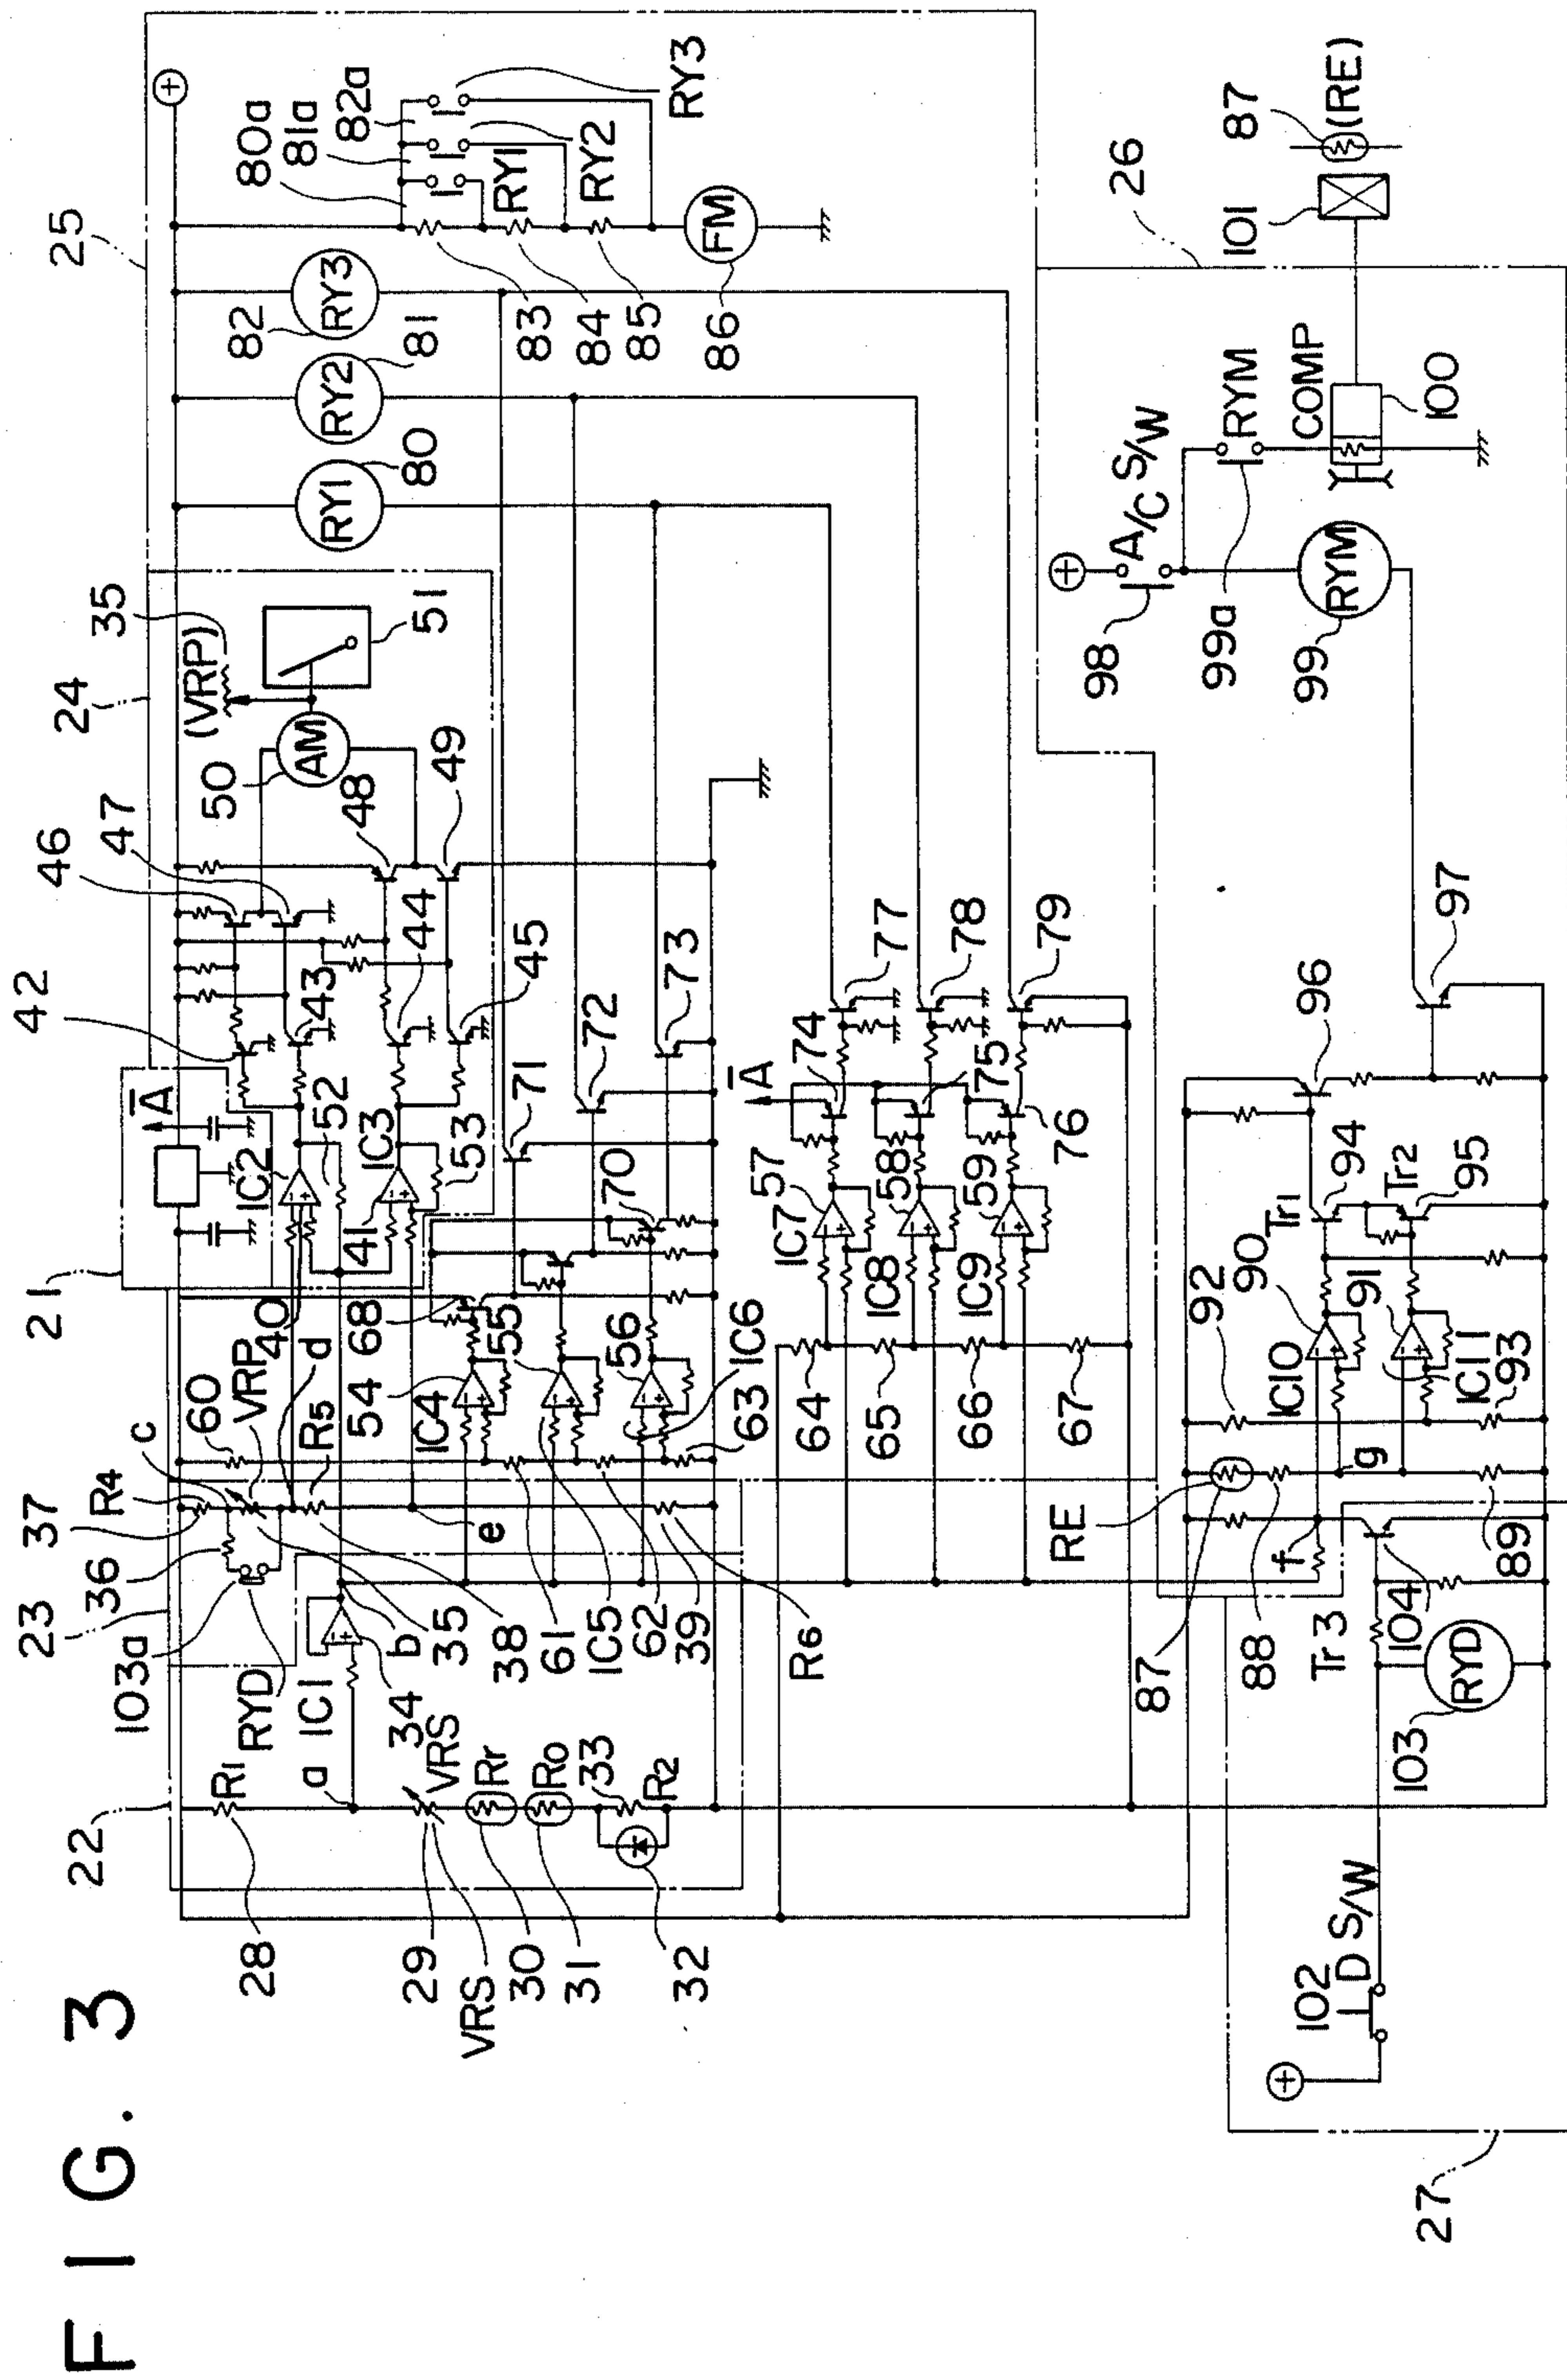 FIG. 3
25
80a
81a
82a
RY3
82
RY3
81
RY2
80
RY1
RY1
RY2
83
84
85
86
FM
87
(RE)
26
101
35
(VRP)
24
51
50
AM
48
49
47
46
42
43
44
45
52
53
A
IC2
IC3
41
21
40
d
68
70
71
72
73
A
74
75
76
77
78
79
IC7
57
IC8
58
IC9
59
64
65
66
67
A/C S/W
98
RYM
99a
COMP
100
99
RYM
97
96
Tr1
94
Tr2
95
92
90
IC10
91
IC11
93
c
60
VRP
R5
54
IC4
55
56
IC6
63
R4
37
36
23
103a
RYD
e
b
35
38
61
IC5
62
39
R6
IC1
34
RE
87
88
g
f
89
Tr3
104
103
RYD
22
R1
28
a
VRS
Rr
Ro
33
R2
29
VRS
30
31
32
102
D S/W
27